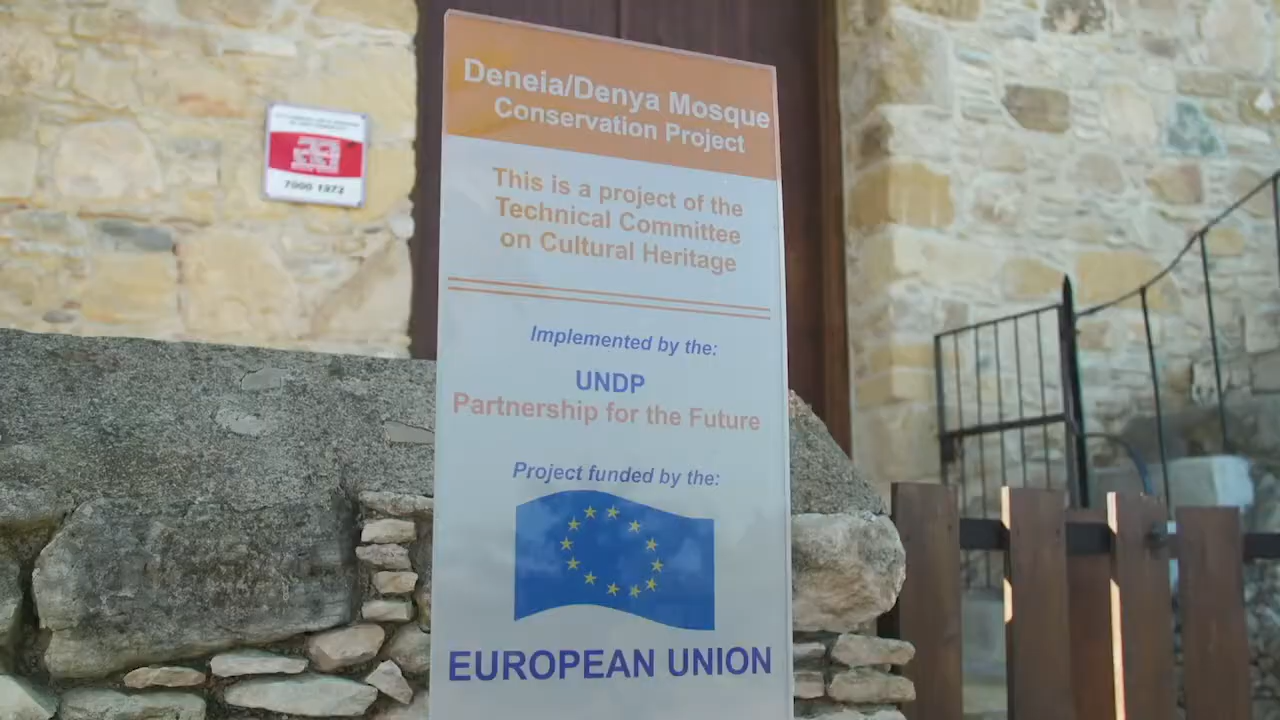 Deneia/Denya Mosque
Conservation Project
This is a project of the
Technical Committee
on Cultural Heritage
Implemented by the:
UNDP
Partnership for the Future
Project funded by the:
EUROPEAN UNION
7000 1972